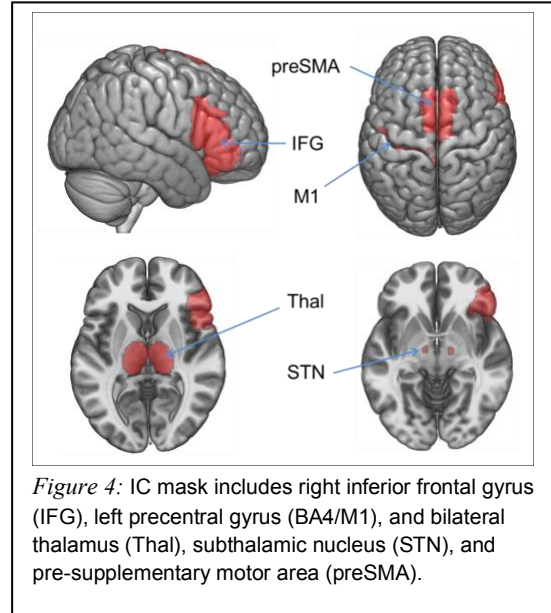 preSMA
IFG
M1
Thal
STN
Figure 4: IC mask includes right inferior frontal gyrus
(IFG), left precentral gyrus (BA4/M1), and bilateral
thalamus (Thal), subthalamic nucleus (STN), and
pre-supplementary motor area (preSMA).